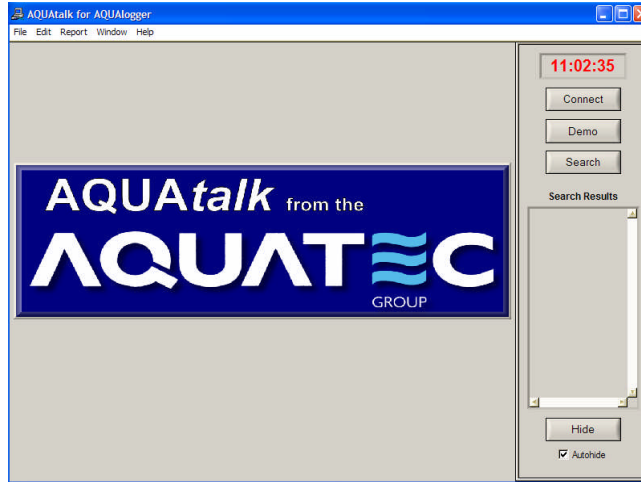 AQUAtalk for AQUAlogger
File Edit Report Window Help
11:02:35
Connect
Demo
Search
Search Results
Hide
Autohide
AQUAtalk from the
AQUATEC
GROUP